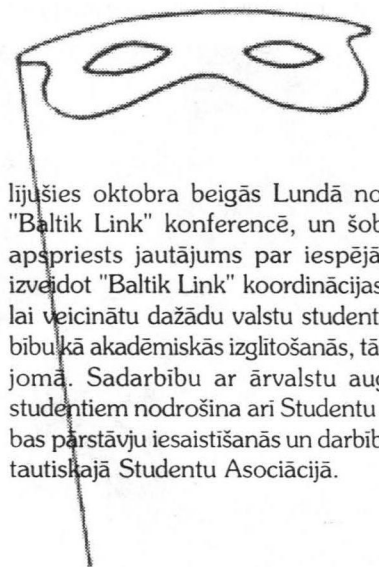 lijušies oktobra beigās Lundā no
"Baltik Link" konferencē, un šob
apspriests jautājums par iespējā
izveidot "Baltik Link" koordinācijas
lai veicinātu dažādu valstu student
bību kā akadēmiskās izglītošanās, tā
jomā. Sadarbību ar ārvalstu aug
studentiem nodrošina arī Studentu
bas pārstāvju iesaistīšanās un darbīb
tautiskajā Studentu Asociācijā.